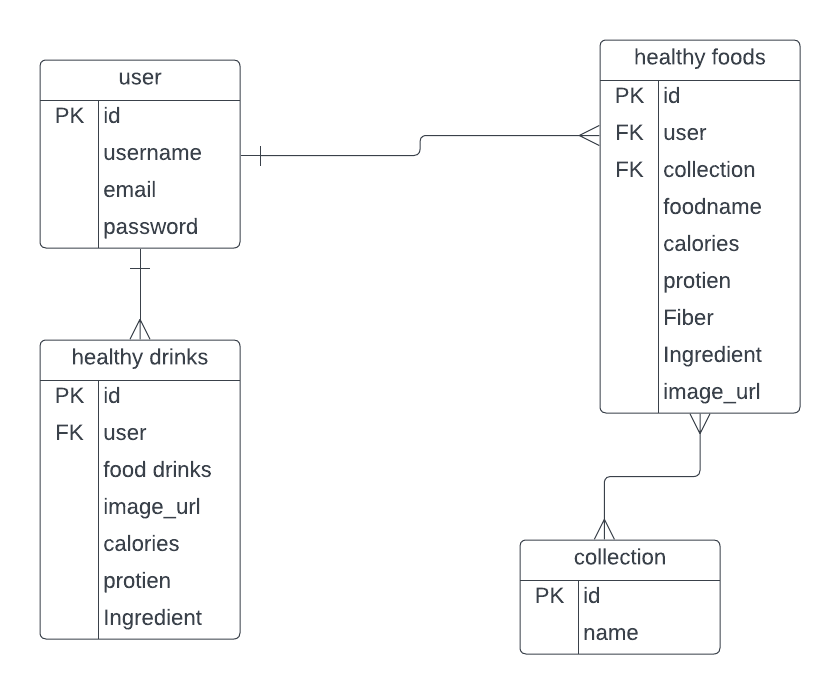 user
PK id
username
email
password
healthy foods
PK id
FK user
FK collection
foodname
calories
protien
Fiber
Ingredient
image_url
healthy drinks
PK id
FK user
food drinks
image_url
calories
protien
Ingredient
collection
PK id
name